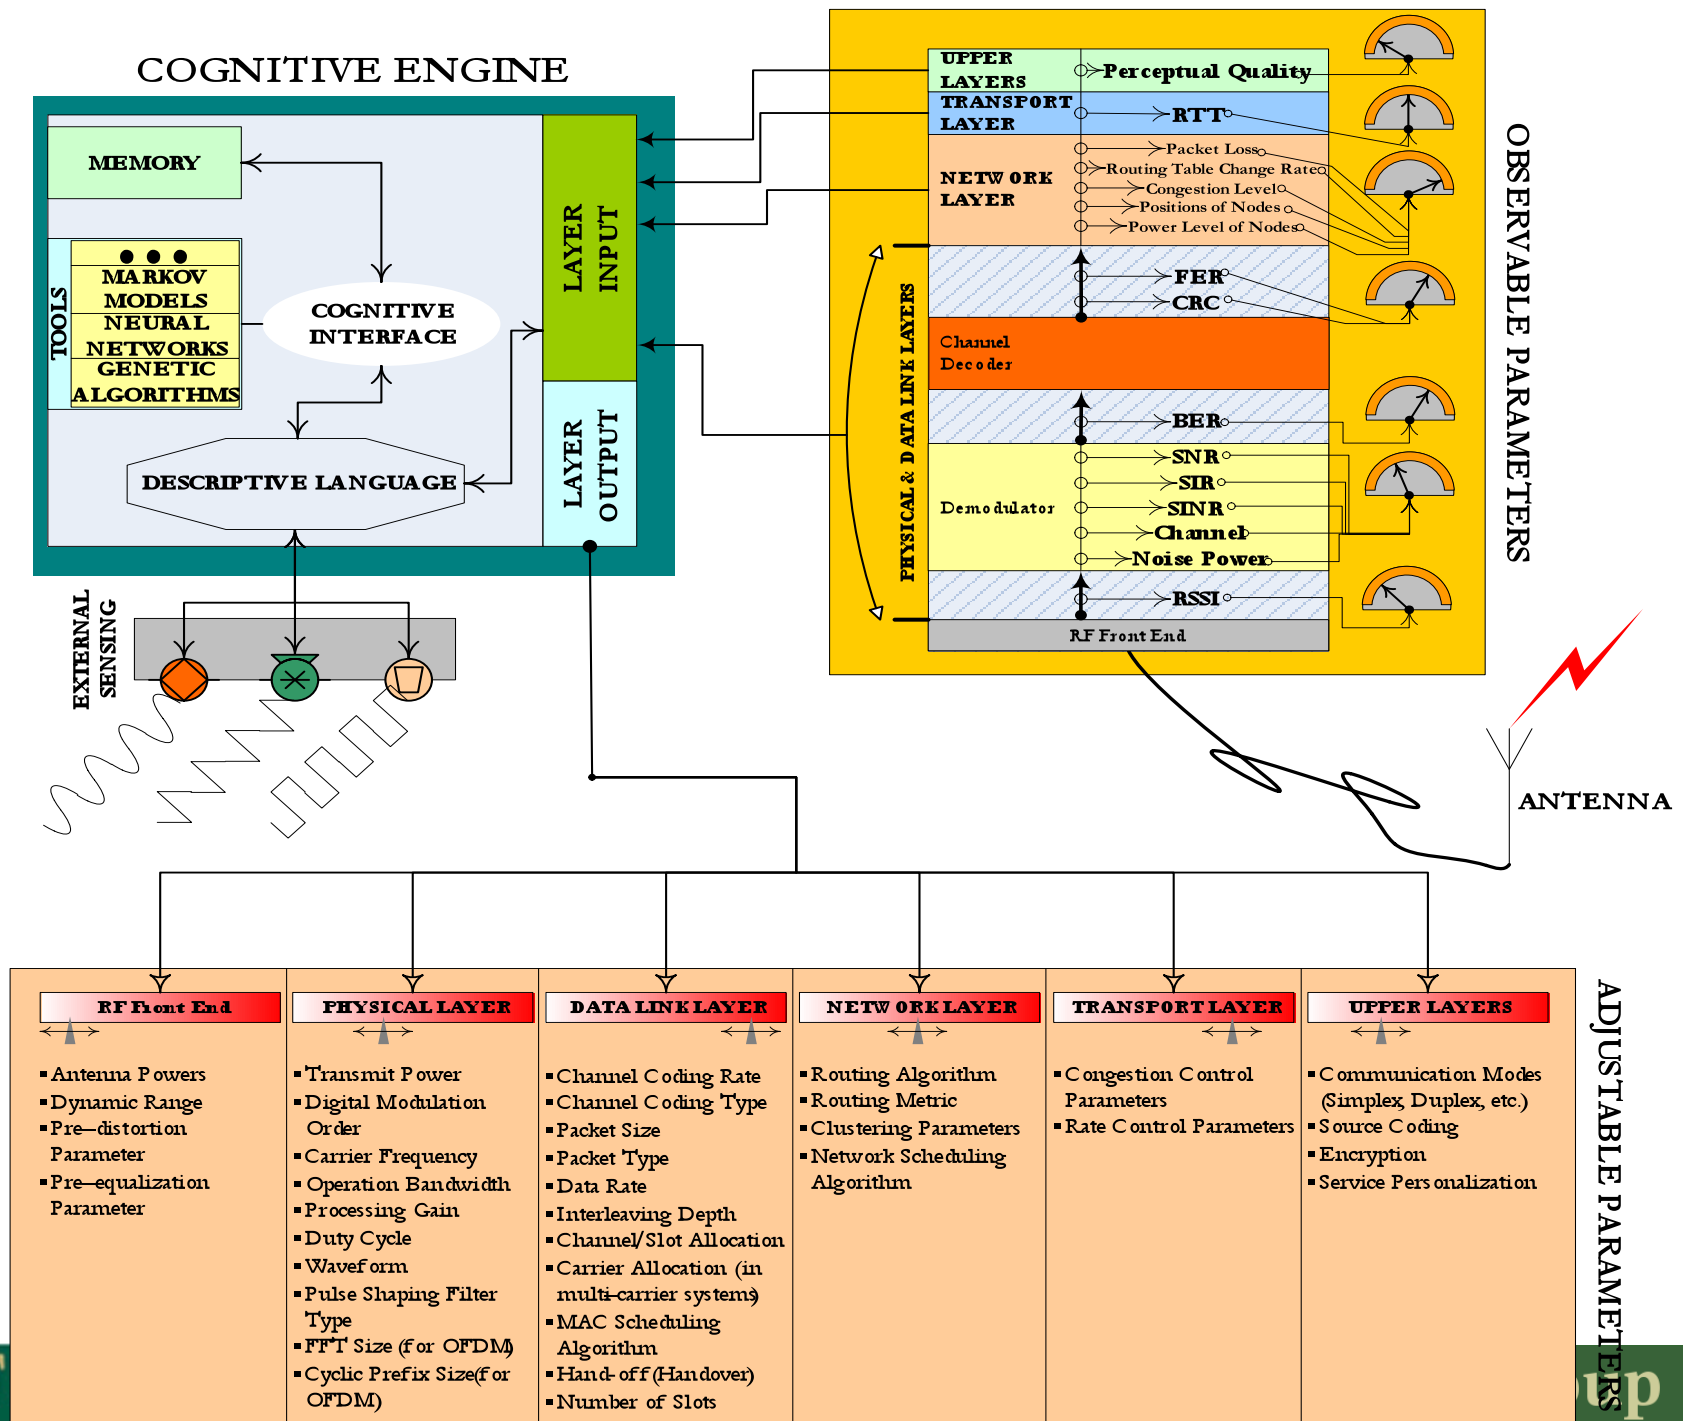 COGNITIVE ENGINE
MEMORY
TOOLS
MARKOV
MODELS
NEURAL
NETWORKS
GENETIC
ALGORITHMS
COGNITIVE
INTERFACE
DESCRIPTIVE LANGUAGE
LAYER
INPUT
LAYER
OUTPUT
EXTERNAL
SENSING
UPPER
LAYERS
Perceptual Quality
TRANSPORT
LAYER
RTT
NETWORK
LAYER
Packet Loss
Routing Table Change Rate
Congestion Level
Positions of Nodes
Power Level of Nodes
PHYSICAL & DATA LINK LAYERS
FER
CRC
Channel
Decoder
BER
Demodulator
SNR
SIR
SINR
Channel
Noise Power
RSSI
RF Front End
OBSERVABLE PARAMETERS
ANTENNA
RF Front End
▪Antenna Powers
▪Dynamic Range
▪Pre–distortion
Parameter
▪Pre–equalization
Parameter
PHYSICAL LAYER
▪Transmit Power
▪Digital Modulation
Order
▪Carrier Frequency
▪Operation Bandwidth
▪Processing Gain
▪Duty Cycle
▪Waveform
▪Pulse Shaping Filter
Type
▪FFT Size (for OFDM)
▪Cyclic Prefix Size(for
OFDM)
DATA LINK LAYER
▪Channel Coding Rate
▪Channel Coding Type
▪Packet Size
▪Packet Type
▪Data Rate
▪Interleaving Depth
▪Channel/Slot Allocation
▪Carrier Allocation (in
multi–carrier systems)
▪MAC Scheduling
Algorithm
▪Hand-off (Handover)
▪Number of Slots
NETWORK LAYER
▪Routing Algorithm
▪Routing Metric
▪Clustering Parameters
▪Network Scheduling
Algorithm
TRANSPORT LAYER
▪Congestion Control
Parameters
▪Rate Control Parameters
UPPER LAYERS
▪Communication Modes
(Simplex, Duplex, etc.)
▪Source Coding
▪Encryption
▪Service Personalization
ADJUSTABLE PARAMETERS